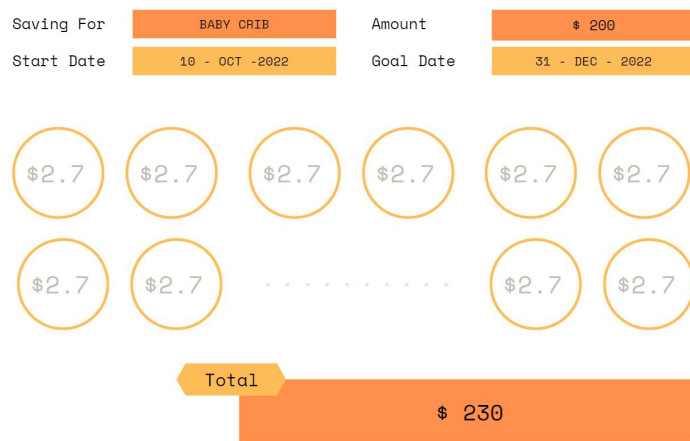 Saving For BABY CRIB Amount $ 200
Start Date 10 - OCT -2022 Goal Date 31 - DEC - 2022
$2.7 $2.7 $2.7 $2.7 $2.7 $2.7
$2.7 $2.7 . . . . . . . . . . $2.7 $2.7
Total
$ 230